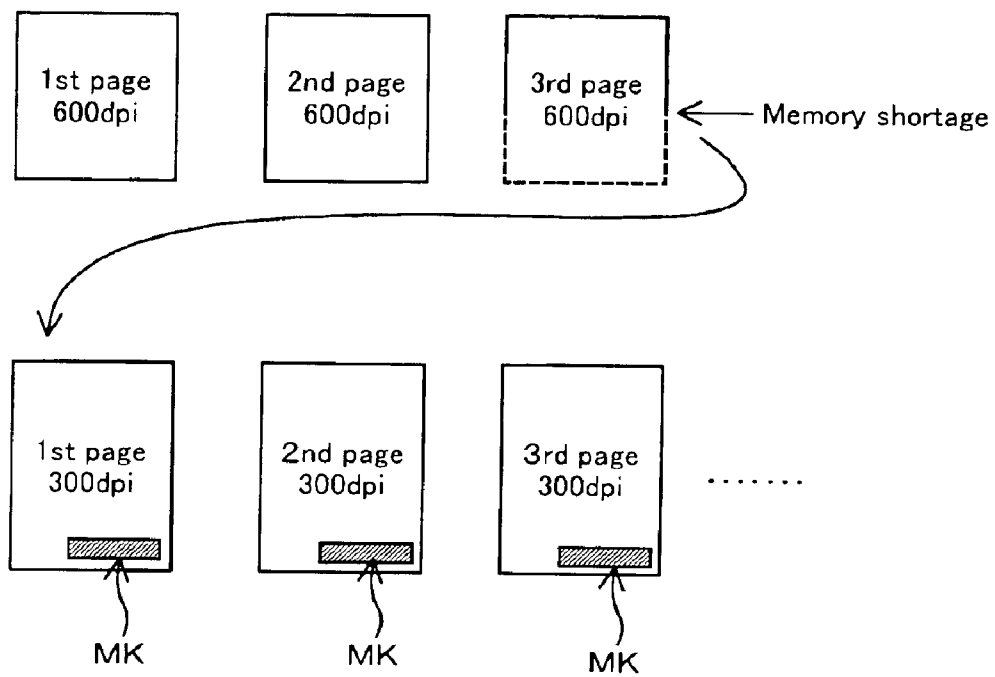 1st page
600dpi
2nd page
600dpi
3rd page
600dpi
Memory shortage
1st page
300dpi
2nd page
300dpi
3rd page
300dpi
.......
MK
MK
MK